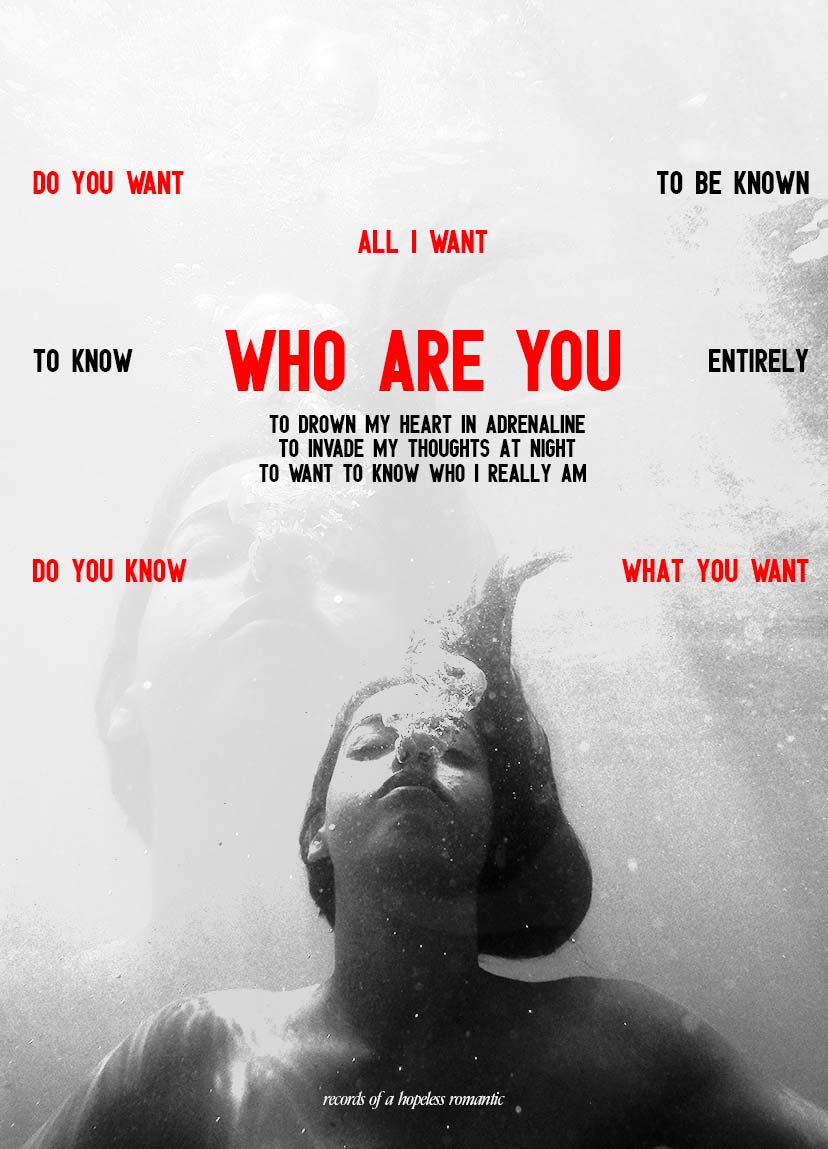 DO YOU WANT
TO BE KNOWN
ALL I WANT
TO KNOW
WHO ARE YOU
ENTIRELY
TO DROWN MY HEART IN ADRENALINE
TO INVADE MY THOUGHTS AT NIGHT
TO WANT TO KNOW WHO I REALLY AM
DO YOU KNOW
WHAT YOU WANT
records of a hopeless romantic